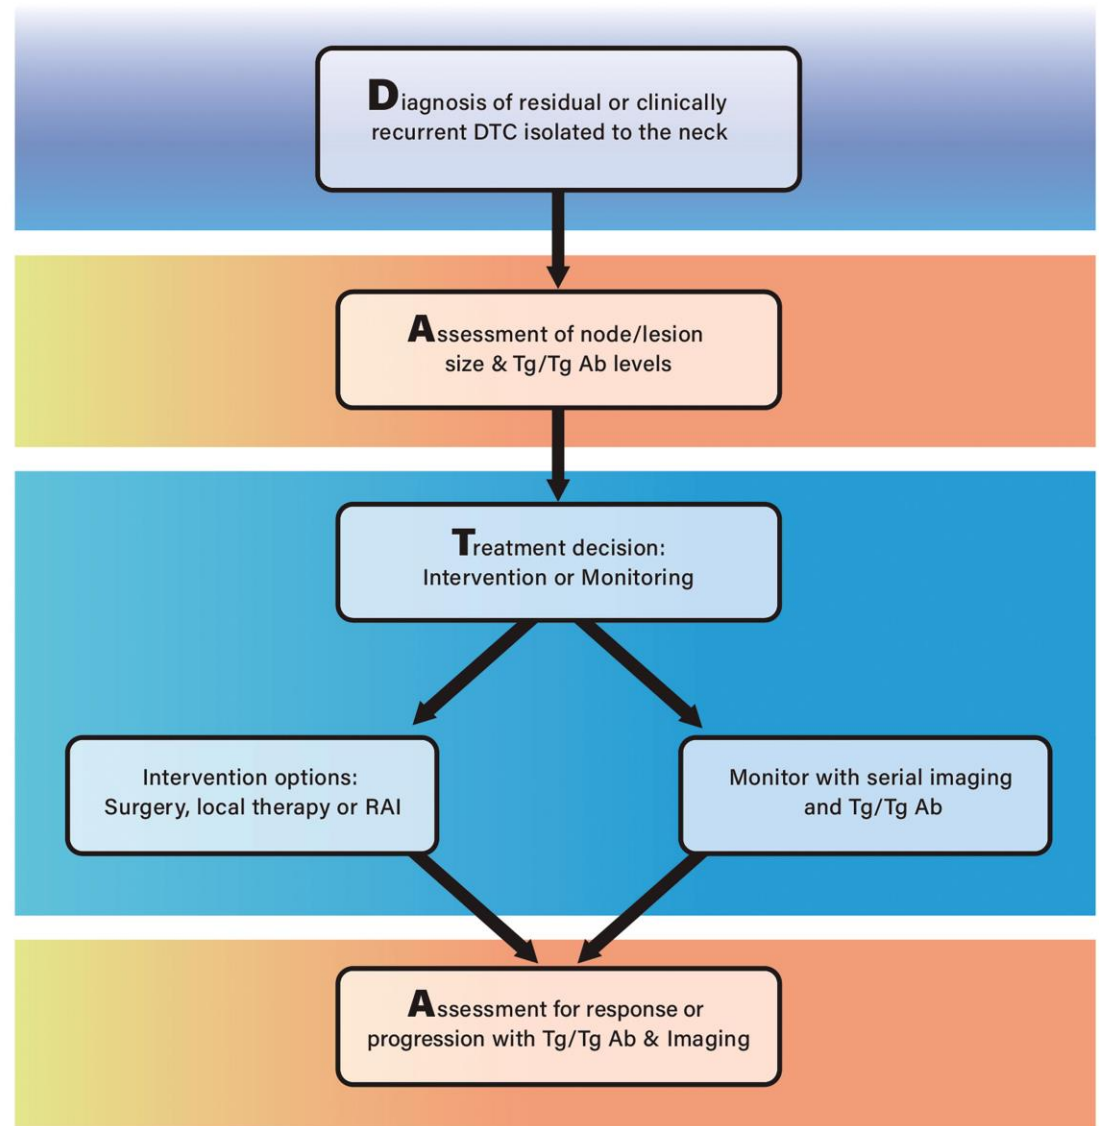 Diagnosis of residual or clinically
recurrent DTC isolated to the neck
Assessment of node/lesion
size & Tg/Tg Ab levels
Treatment decision:
Intervention or Monitoring
Intervention options:
Surgery, local therapy or RAI
Monitor with serial imaging
and Tg/Tg Ab
Assessment for response or
progression with Tg/Tg Ab & Imaging